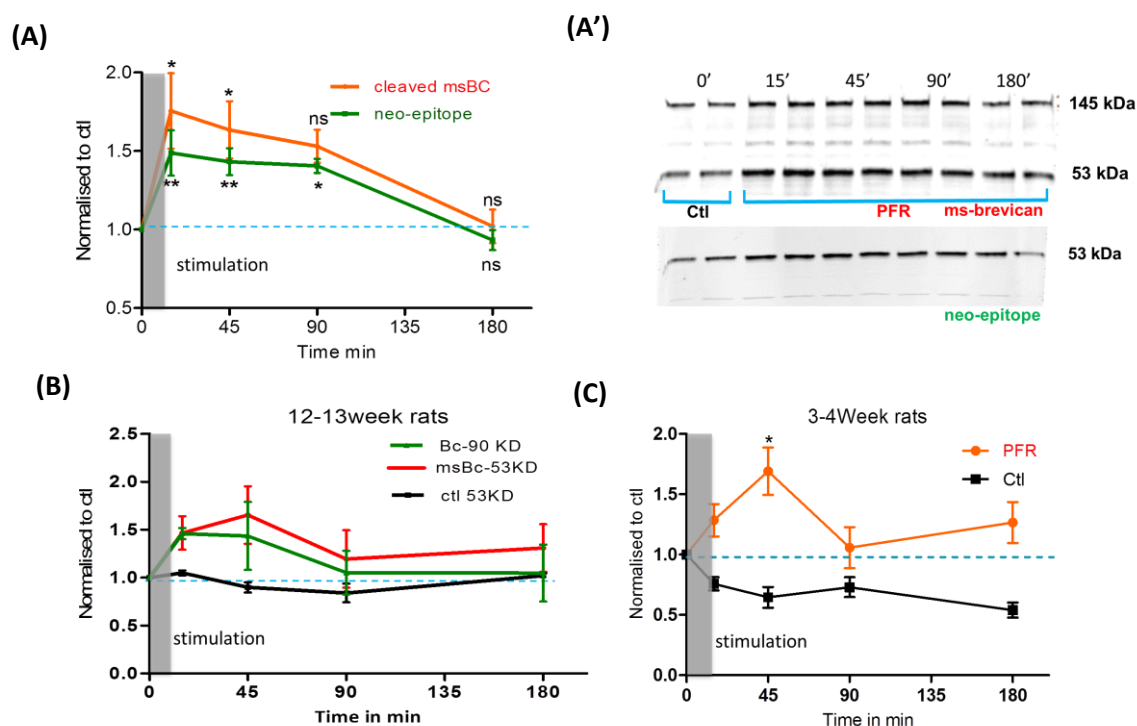 (A)
2.0
1.5
1.0
0.5
Normalised to ctl
*
*
ns
ns
**
**
*
ns
cleaved msBC
neo-epitope
stimulation
0
45
90
135
180
Time min
(A')
0' 15' 45' 90' 180'
145 kDa
53 kDa
Ctl PFR ms-brevican
53 kDa
neo-epitope
(B)
12-13week rats
2.5
2.0
1.5
1.0
0.5
0.0
Normalised to ctl
Bc-90 KD
msBc-53KD
ctl 53KD
stimulation
0 45 90 135 180
Time in min
(C)
3-4Week rats
2.0
1.5
1.0
0.5
0.0
Normalised to ctl
*
PFR
Ctl
stimulation
0 45 90 135 180
Time in min